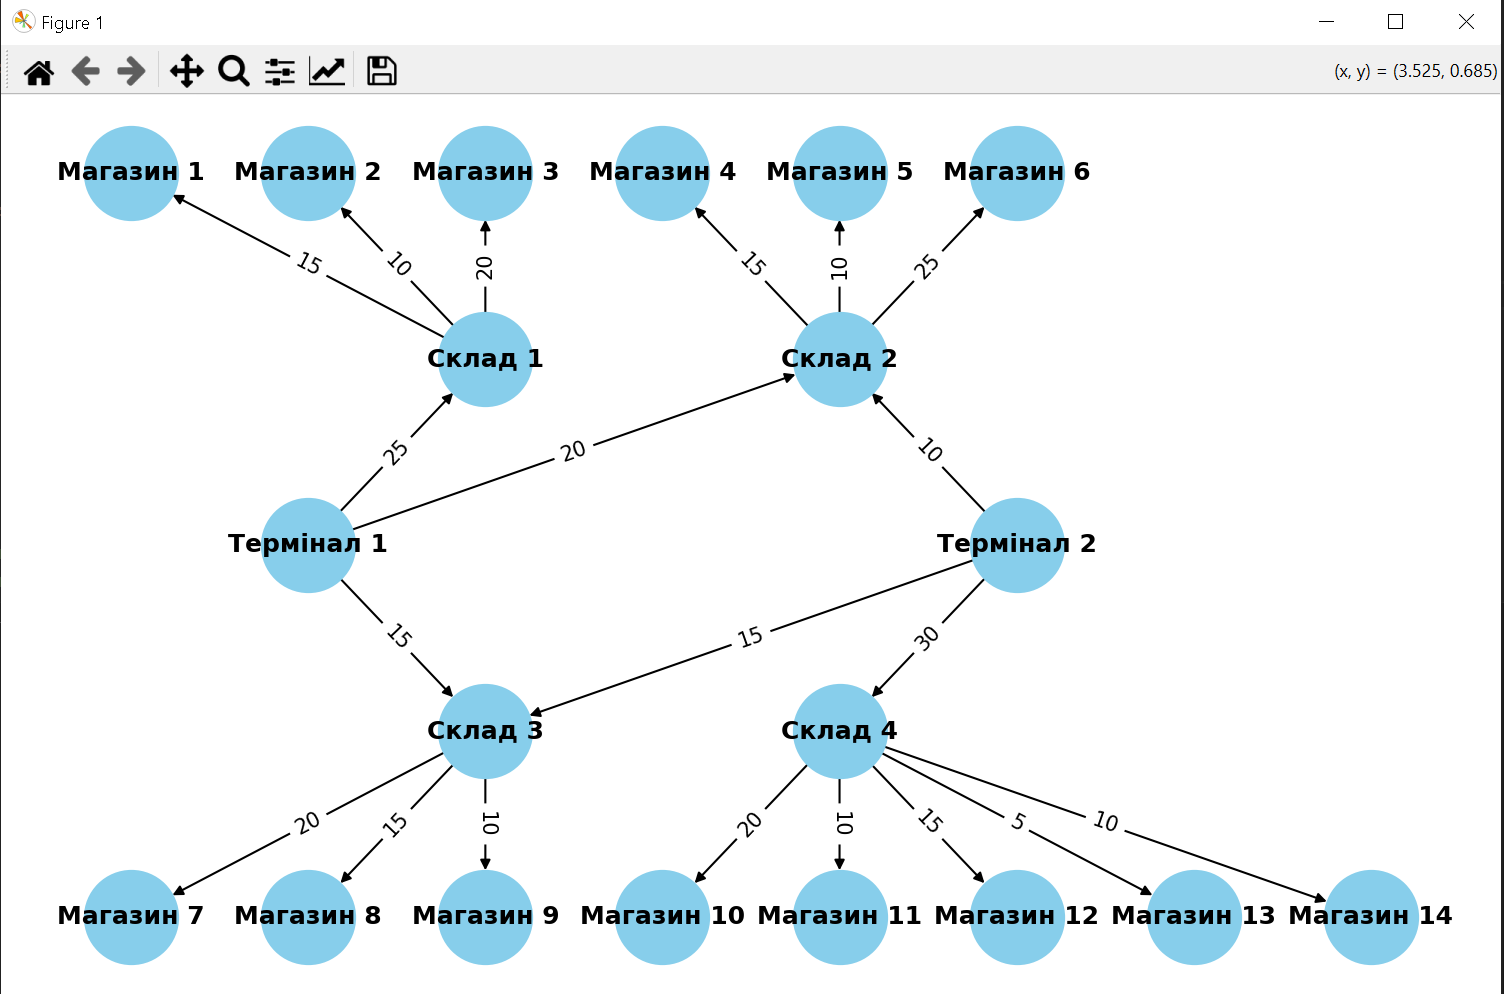 Figure 1
(x, y) = (3.525, 0.685)
Магазин 1 Магазин 2 Магазин 3 Магазин 4 Магазин 5 Магазин 6
15 10 20 15 10 25
Склад 1 Склад 2
25 20 10
Термінал 1 Термінал 2
15 15 30
Склад 3 Склад 4
20 15 10 20 10 15 5 10
Магазин 7 Магазин 8 Магазин 9 Магазин 10 Магазин 11 Магазин 12 Магазин 13 Магазин 14